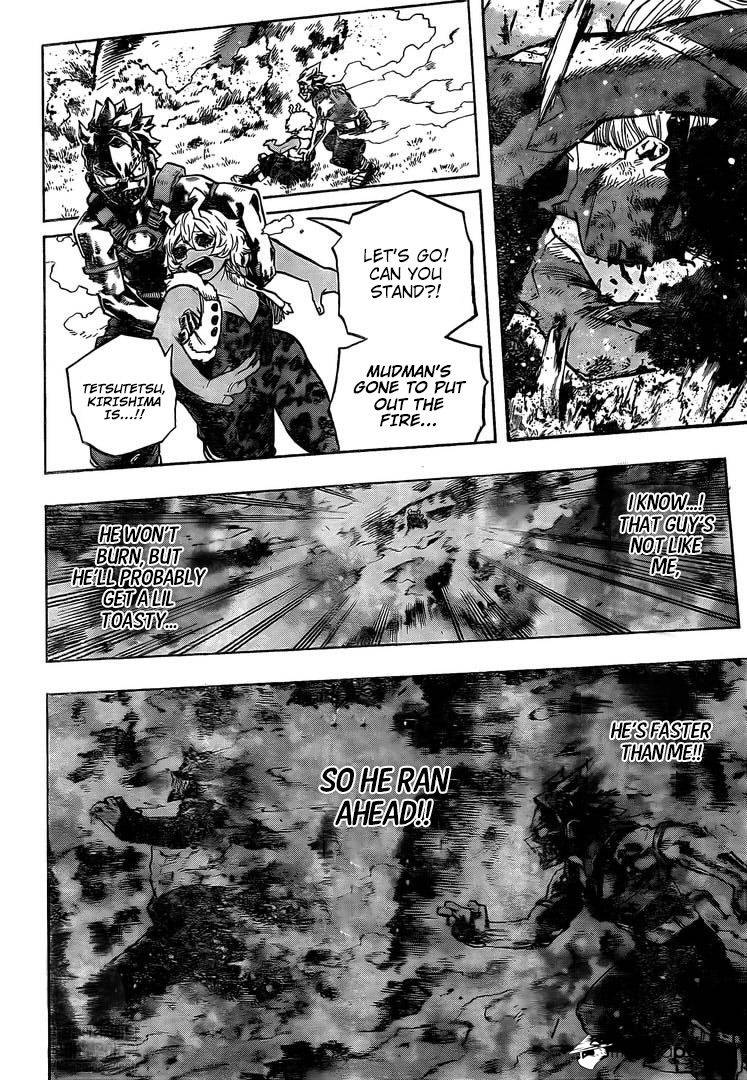 LET'S GO!
CAN YOU
STAND?!
MUDMAN'S
GONE TO PUT
OUT THE
FIRE...
TETSUTETSU,
KIRISHIMA
IS...!!
I KNOW...!
THAT GUY'S
NOT LIKE
ME,
HE WON'T
BURN, BUT
HE'LL PROBABLY
GET A LIL
TOASTY...
HE'S FASTER
THAN ME!!
SO HE RAN
AHEAD!!